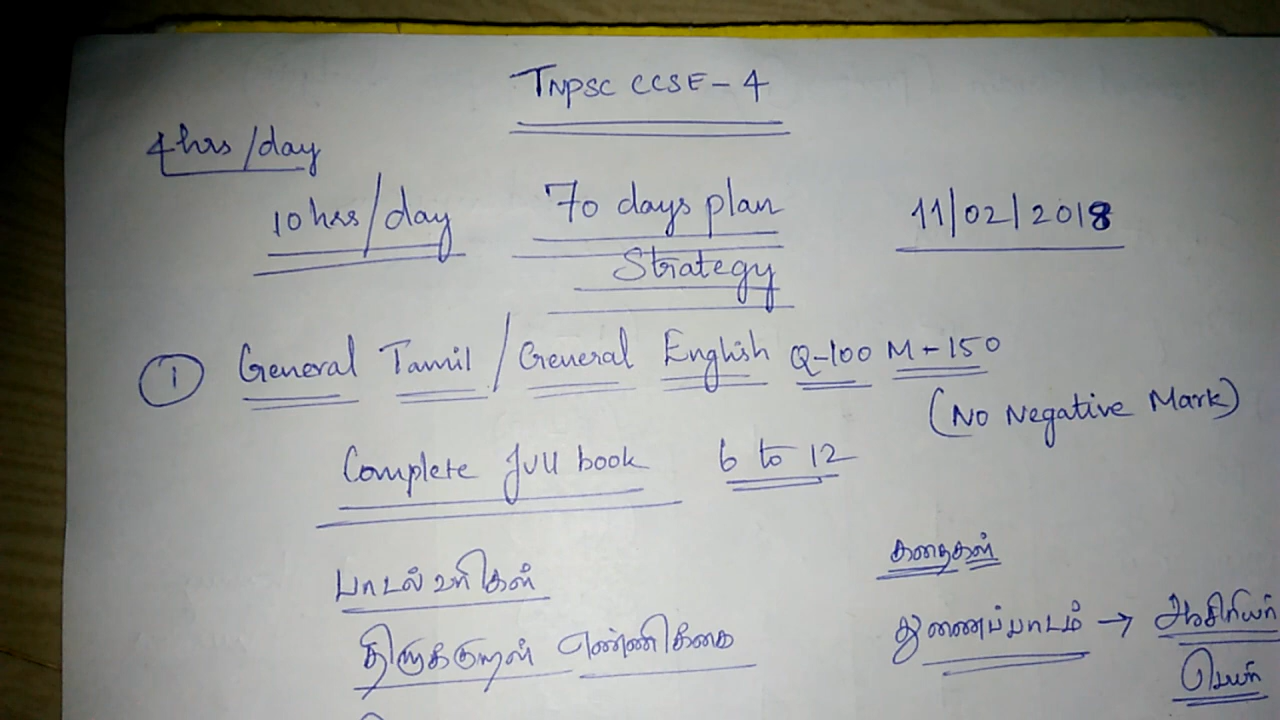 TNPSC CCSE-4
4hrs/day
10hrs/day 70 days plan 11/02/2018
Strategy
① General Tamil / General English Q-100 M-150
(No Negative Mark)
Complete full book 6 to 12
கதைகள்
பாடல் வரிகள்
துணைப்பாடம் → ஆசிரியர்
திருக்குறள் எண்ணிக்கை
பெயர்